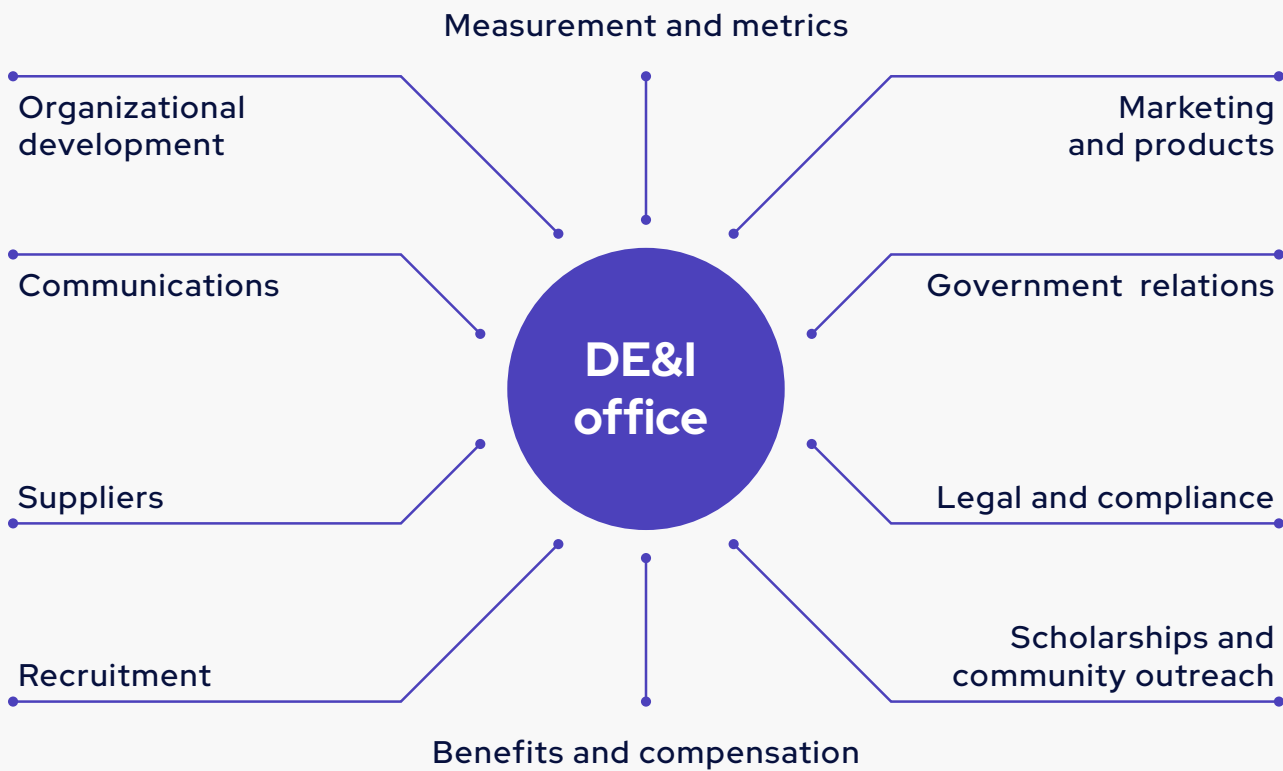 Measurement and metrics
Organizational
development
Marketing
and products
Communications
Government relations
DE&I
office
Suppliers
Legal and compliance
Recruitment
Scholarships and
community outreach
Benefits and compensation